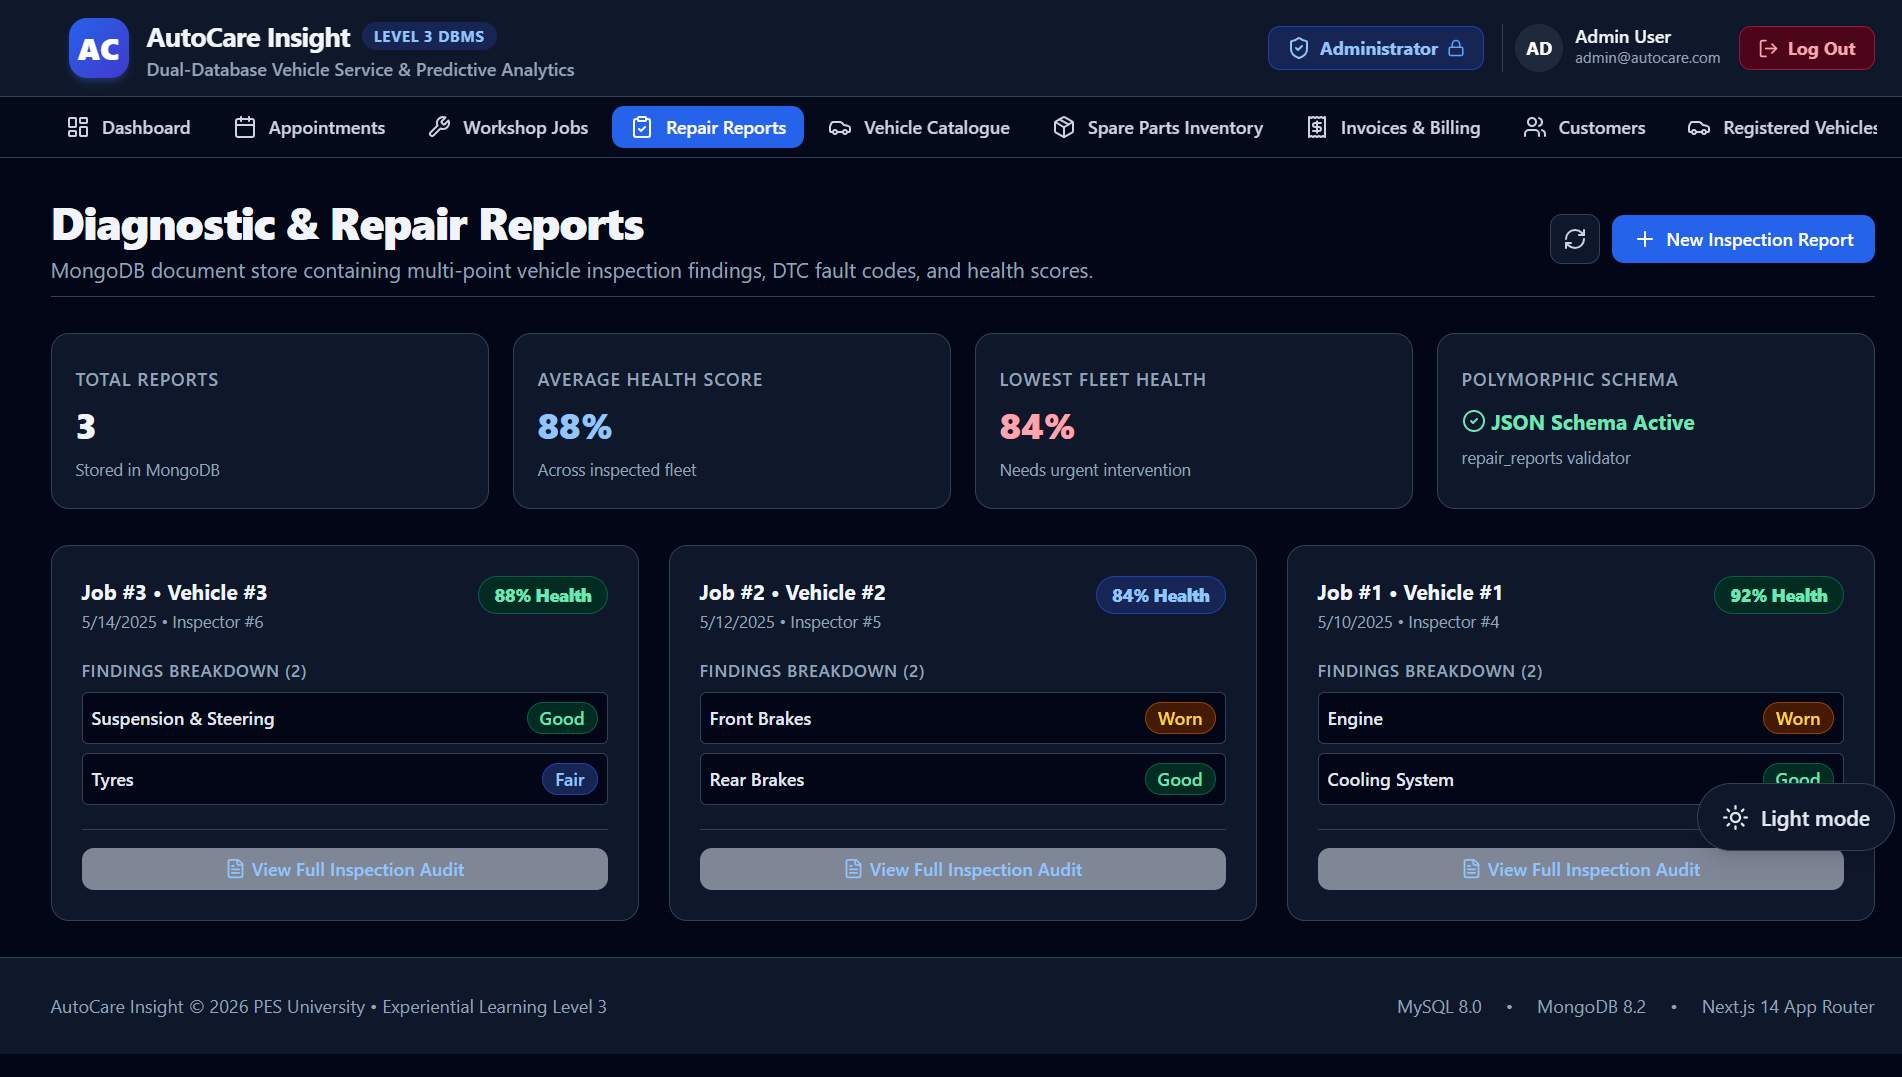 AC
AutoCare Insight
LEVEL 3 DBMS
Dual-Database Vehicle Service & Predictive Analytics
Administrator
AD
Admin User
admin@autocare.com
Log Out
Dashboard
Appointments
Workshop Jobs
Repair Reports
Vehicle Catalogue
Spare Parts Inventory
Invoices & Billing
Customers
Registered Vehicles
Diagnostic & Repair Reports
MongoDB document store containing multi-point vehicle inspection findings, DTC fault codes, and health scores.
New Inspection Report
TOTAL REPORTS
3
Stored in MongoDB
AVERAGE HEALTH SCORE
88%
Across inspected fleet
LOWEST FLEET HEALTH
84%
Needs urgent intervention
POLYMORPHIC SCHEMA
JSON Schema Active
repair_reports validator
Job #3 • Vehicle #3
88% Health
5/14/2025 • Inspector #6
FINDINGS BREAKDOWN (2)
Suspension & Steering
Good
Tyres
Fair
View Full Inspection Audit
Job #2 • Vehicle #2
84% Health
5/12/2025 • Inspector #5
FINDINGS BREAKDOWN (2)
Front Brakes
Worn
Rear Brakes
Good
View Full Inspection Audit
Job #1 • Vehicle #1
92% Health
5/10/2025 • Inspector #4
FINDINGS BREAKDOWN (2)
Engine
Worn
Cooling System
Good
Light mode
View Full Inspection Audit
AutoCare Insight © 2026 PES University • Experiential Learning Level 3
MySQL 8.0 • MongoDB 8.2 • Next.js 14 App Router